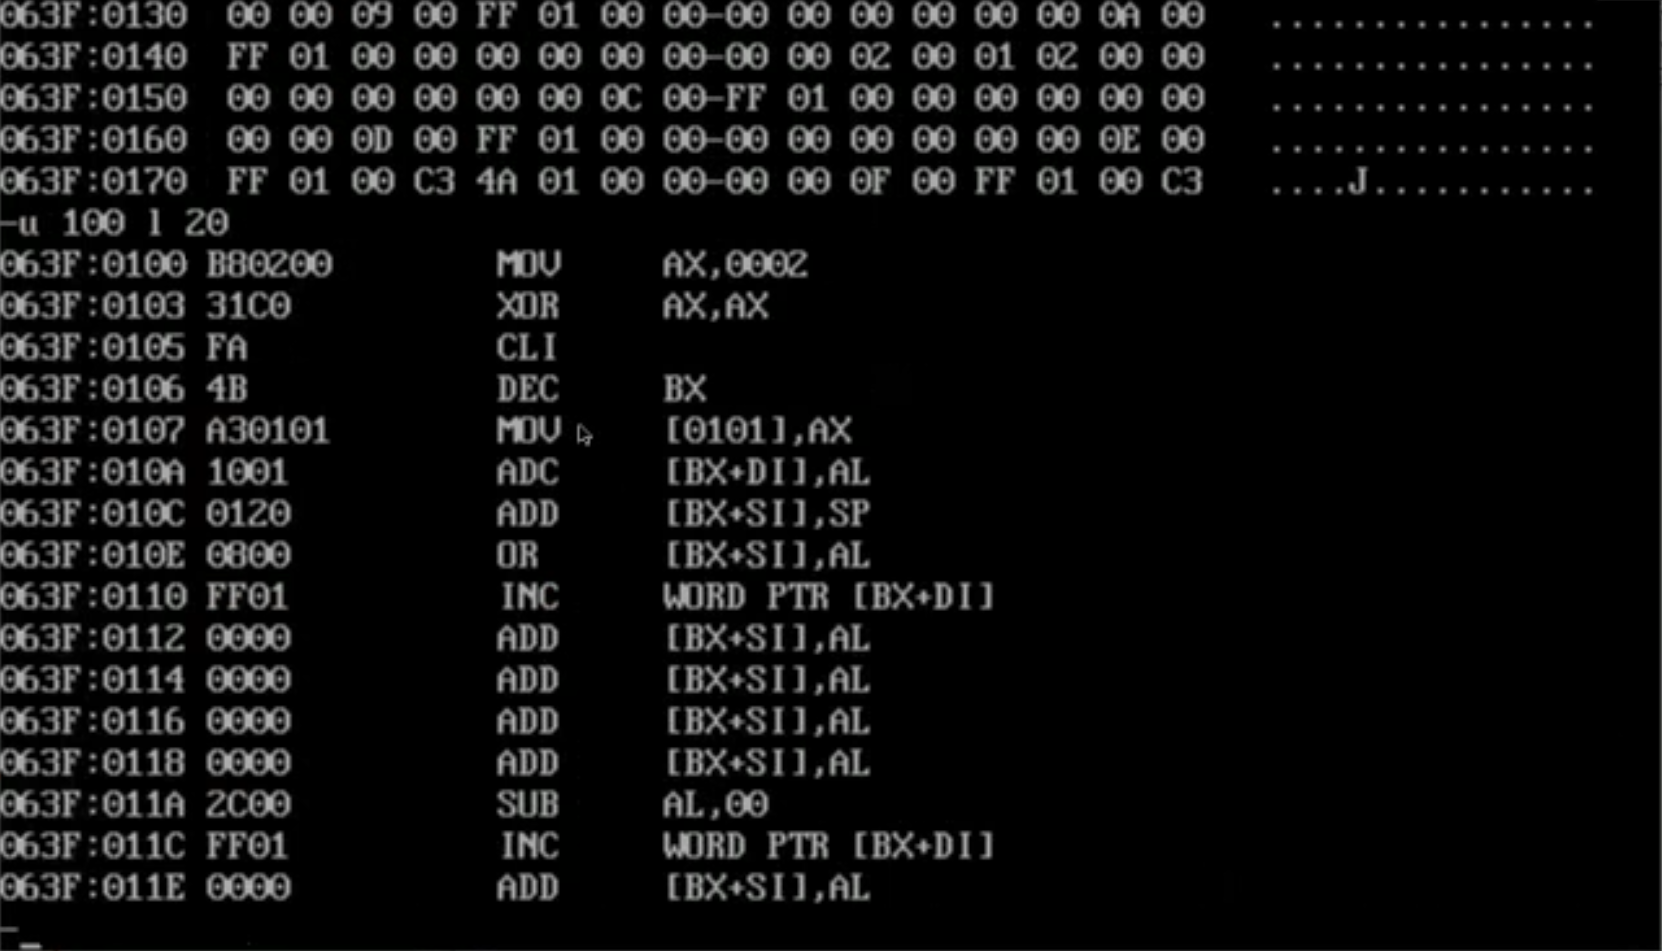 063F:0130 00 00 09 00 FF 01 00 00-00 00 00 00 00 00 0A 00 ................
063F:0140 FF 01 00 00 00 00 00 00-00 00 02 00 01 02 00 00 ................
063F:0150 00 00 00 00 00 00 0C 00-FF 01 00 00 00 00 00 00 ................
063F:0160 00 00 0D 00 FF 01 00 00-00 00 00 00 00 00 0E 00 ................
063F:0170 FF 01 00 C3 4A 01 00 00-00 00 0F 00 FF 01 00 C3 ....J...........
-u 100 l 20
063F:0100 B80200 MOV AX,0002
063F:0103 31C0 XOR AX,AX
063F:0105 FA CLI
063F:0106 4B DEC BX
063F:0107 A30101 MOV [0101],AX
063F:010A 1001 ADC [BX+DI],AL
063F:010C 0120 ADD [BX+SI],SP
063F:010E 0800 OR [BX+SI],AL
063F:0110 FF01 INC WORD PTR [BX+DI]
063F:0112 0000 ADD [BX+SI],AL
063F:0114 0000 ADD [BX+SI],AL
063F:0116 0000 ADD [BX+SI],AL
063F:0118 0000 ADD [BX+SI],AL
063F:011A 2C00 SUB AL,00
063F:011C FF01 INC WORD PTR [BX+DI]
063F:011E 0000 ADD [BX+SI],AL
-_